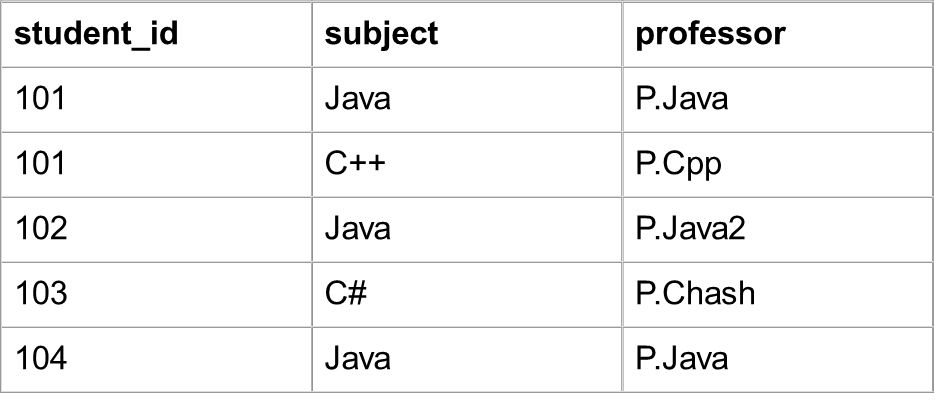 student_id subject professor
101 Java P.Java
101 C++ P.Cpp
102 Java P.Java2
103 C# P.Chash
104 Java P.Java